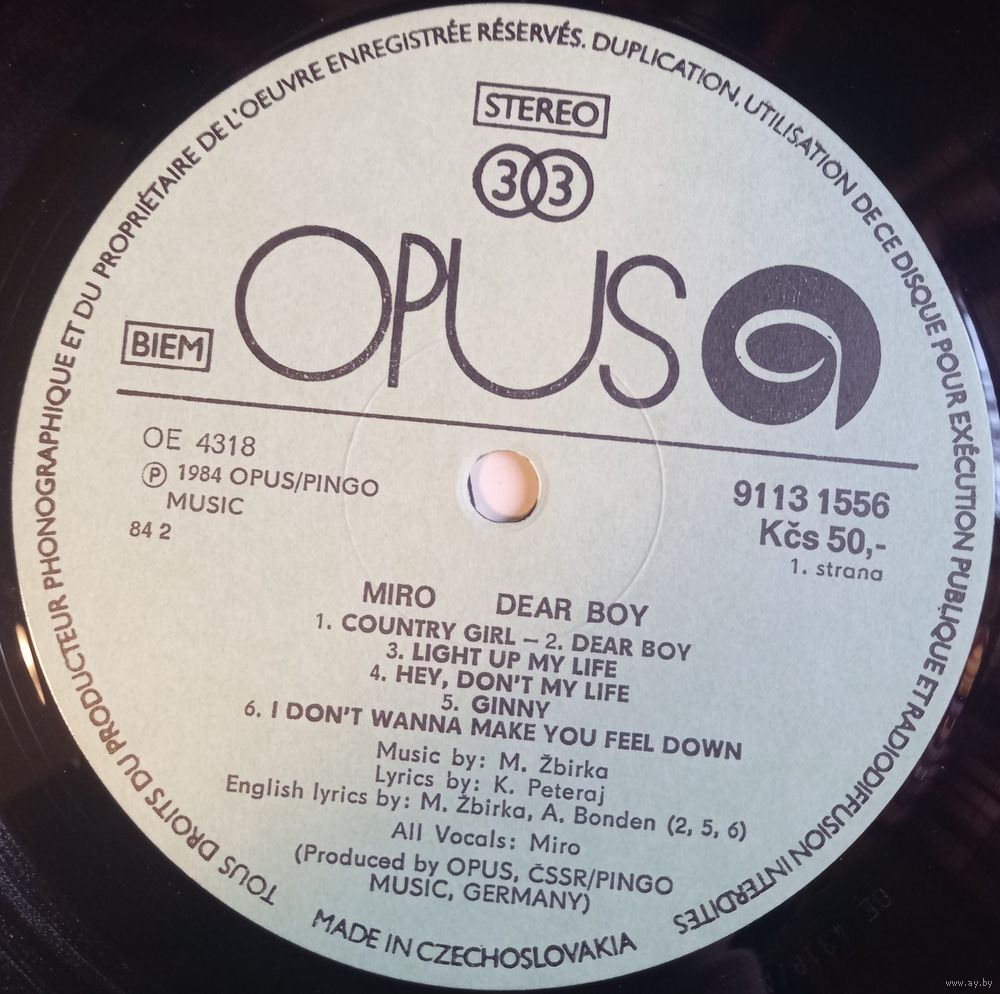 TOUS DROITS DU PRODUCTEUR PHONOGRAPHIQUE ET DU PROPRIÉTAIRE DE L'OEUVRE ENREGISTRÉE RÉSERVÉS. DUPLICATION, UTILISATION DE CE DISQUE POUR EXÉCUTION PUBLIQUE ET RADIODIFFUSION INTERDITES
STEREO
33
OPUS
BIEM
OE 4318
Ⓟ 1984 OPUS/PINGO
MUSIC
84 2
9113 1556
Kčs 50,-
1. strana
MIRO DEAR BOY
1. COUNTRY GIRL – 2. DEAR BOY
3. LIGHT UP MY LIFE
4. HEY, DON'T MY LIFE
5. GINNY
6. I DON'T WANNA MAKE YOU FEEL DOWN
Music by: M. Žbirka
Lyrics by: K. Peteraj
English lyrics by: M. Žbirka, A. Bonden (2, 5, 6)
All Vocals: Miro
(Produced by OPUS, ČSSR/PINGO
MUSIC, GERMANY)
MADE IN CZECHOSLOVAKIA
www.ay.by